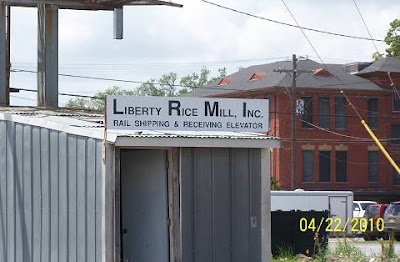 LIBERTY RICE MILL, INC.
RAIL SHIPPING & RECEIVING ELEVATOR
04/22/2010